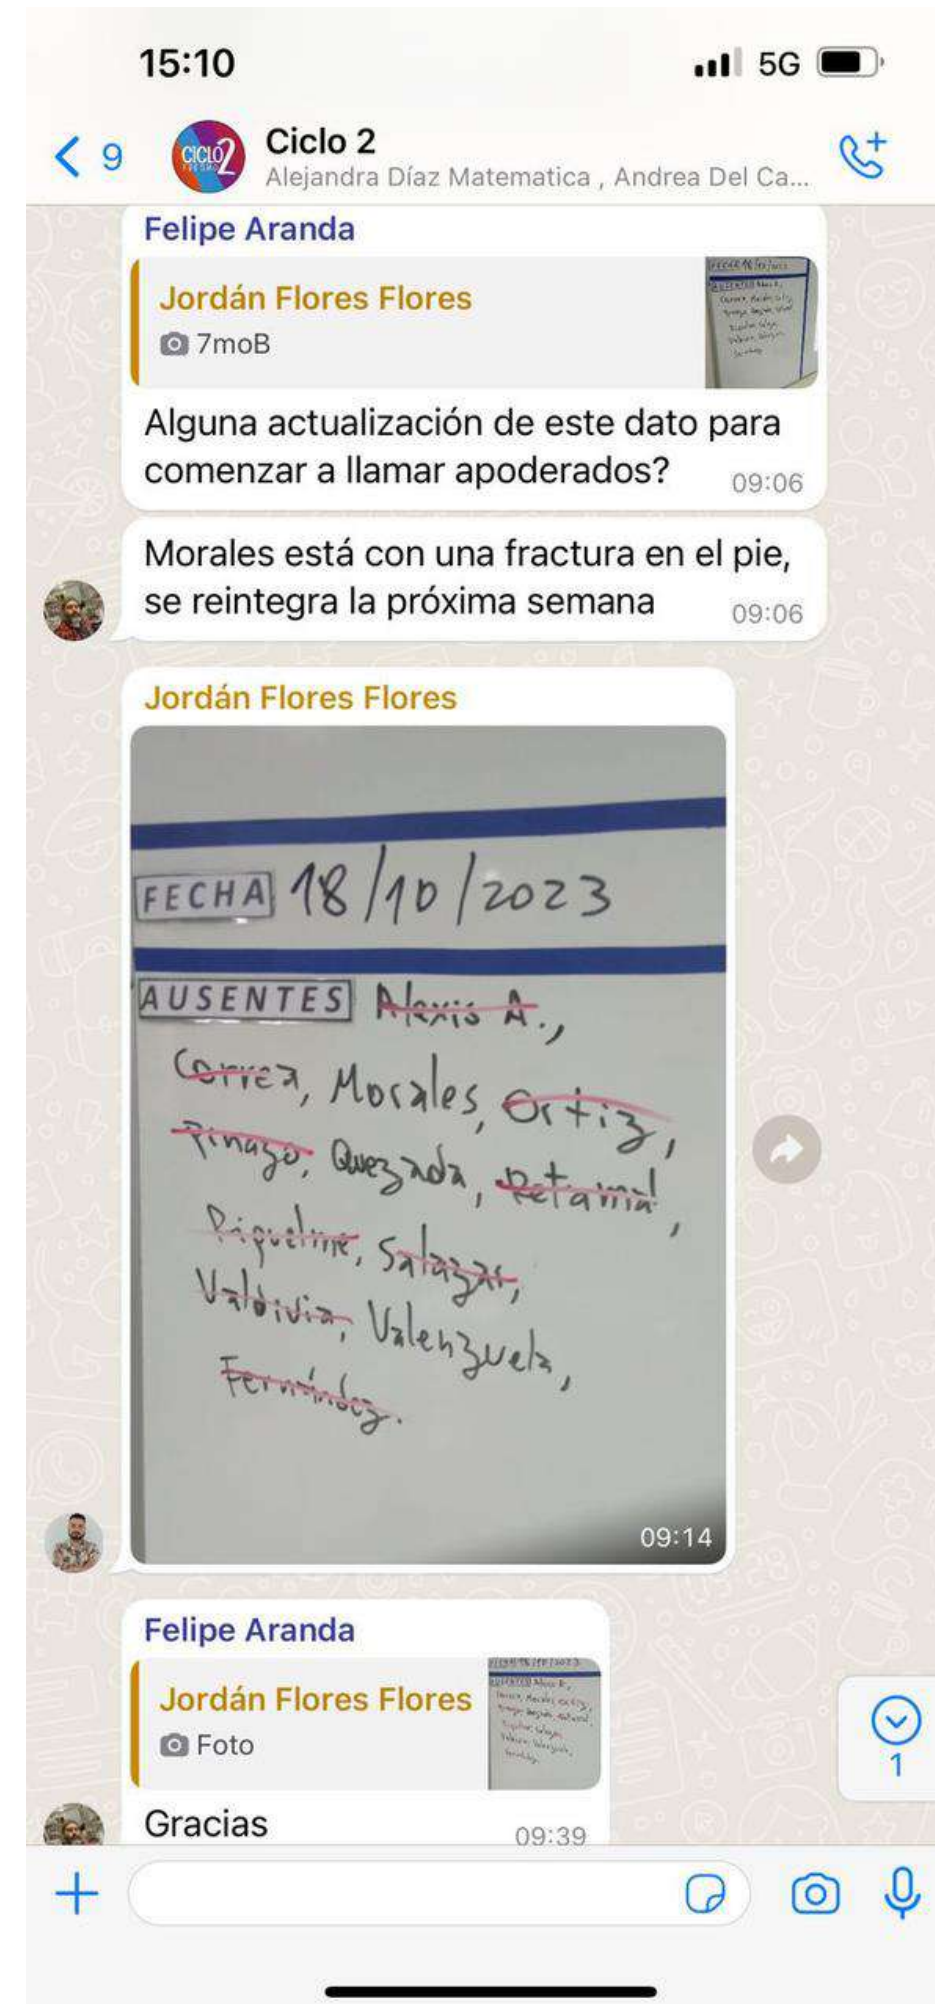 15:10
5G
9
CICLO2
Ciclo 2
Alejandra Díaz Matematica , Andrea Del Ca...
Felipe Aranda
Jordán Flores Flores
7moB
Alguna actualización de este dato para
comenzar a llamar apoderados?
09:06
Morales está con una fractura en el pie,
se reintegra la próxima semana
09:06
Jordán Flores Flores
FECHA 18/10/2023
AUSENTES Alexis A.,
Correa, Morales, Ortiz,
Pinazo, Quezada, Retamal,
Riquelme, Salazar,
Valdivia, Valenzuela,
Fernández.
09:14
Felipe Aranda
Jordán Flores Flores
Foto
Gracias
09:39
1